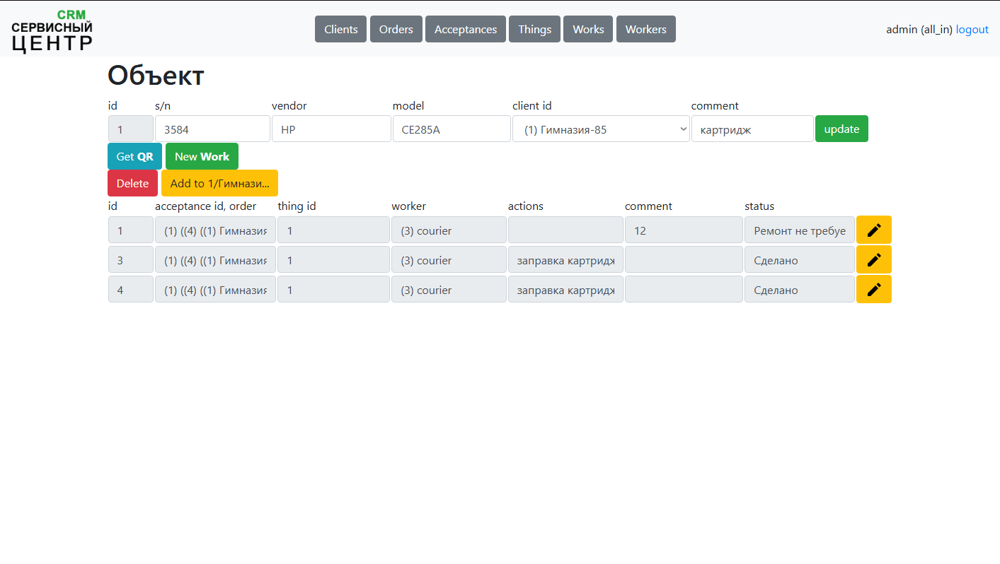 CRM
СЕРВИСНЫЙ
ЦЕНТР
Clients Orders Acceptances Things Works Workers
admin (all_in) logout
Объект
id s/n vendor model client id comment
1 3584 HP CE285A (1) Гимназия-85 картридж update
Get QR New Work
Delete Add to 1/Гимнази...
id acceptance id, order thing id worker actions comment status
1 (1) ((4) ((1) Гимназия 1 (3) courier 12 Ремонт не требуе
3 (1) ((4) ((1) Гимназия 1 (3) courier заправка картридж Сделано
4 (1) ((4) ((1) Гимназия 1 (3) courier заправка картридж Сделано